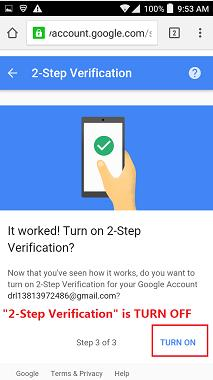 100% 9:53 AM
/account.google.com/s
2
2-Step Verification
It worked! Turn on 2-Step
Verification?
Now that you've seen how it works, do you want to
turn on 2-Step Verification for your Google Account
drl13813972486@gmail.com?
"2-Step Verification" is TURN OFF
Step 3 of 3
TURN ON
Google Terms & Privacy Help